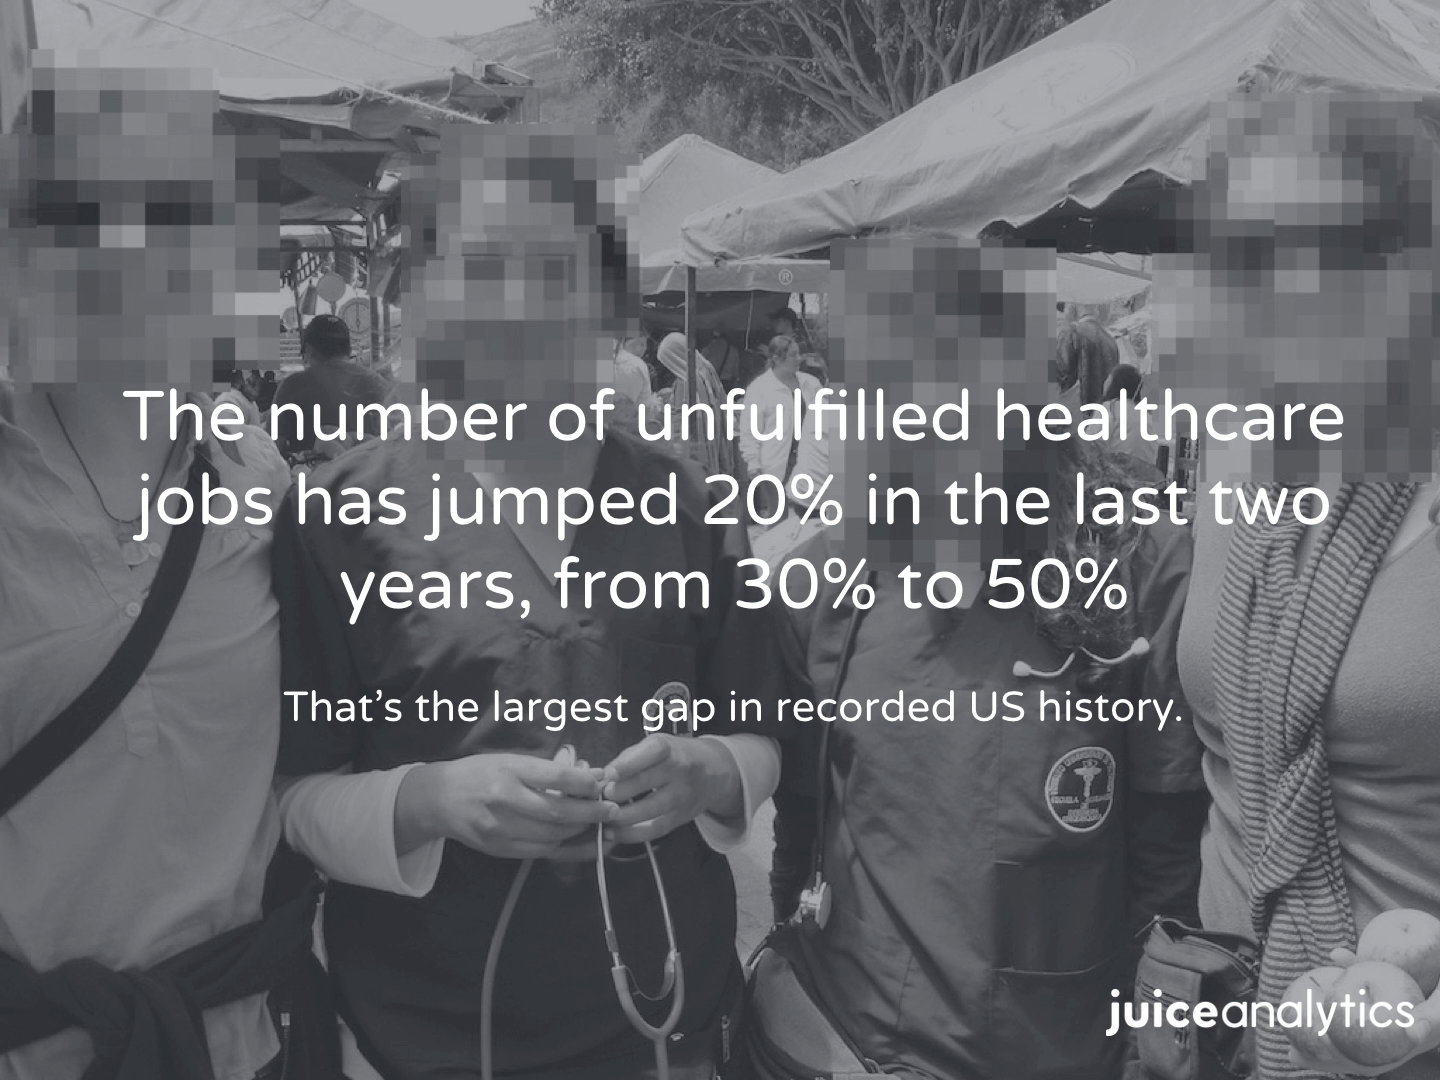 ®
The number of unfulfilled healthcare
jobs has jumped 20% in the last two
years, from 30% to 50%
That’s the largest gap in recorded US history.
juiceanalytics